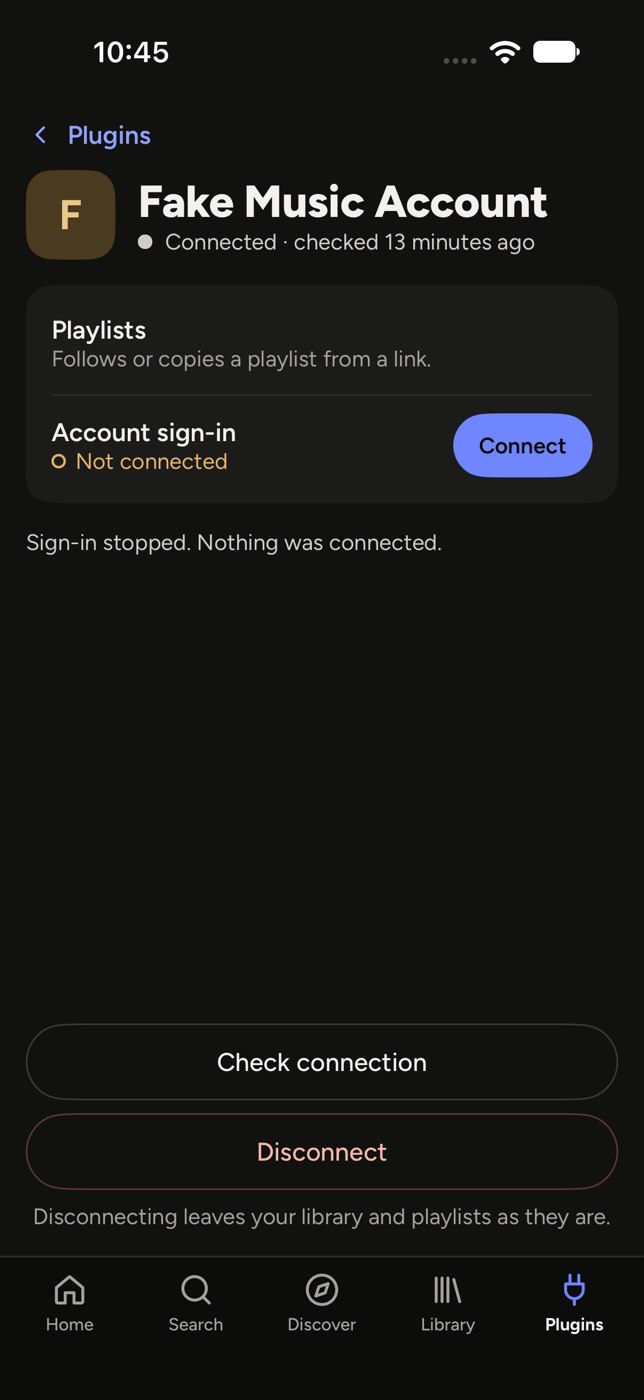 10:45
Plugins
F
Fake Music Account
Connected · checked 13 minutes ago
Playlists
Follows or copies a playlist from a link.
Account sign-in
Not connected
Connect
Sign-in stopped. Nothing was connected.
Check connection
Disconnect
Disconnecting leaves your library and playlists as they are.
Home
Search
Discover
Library
Plugins